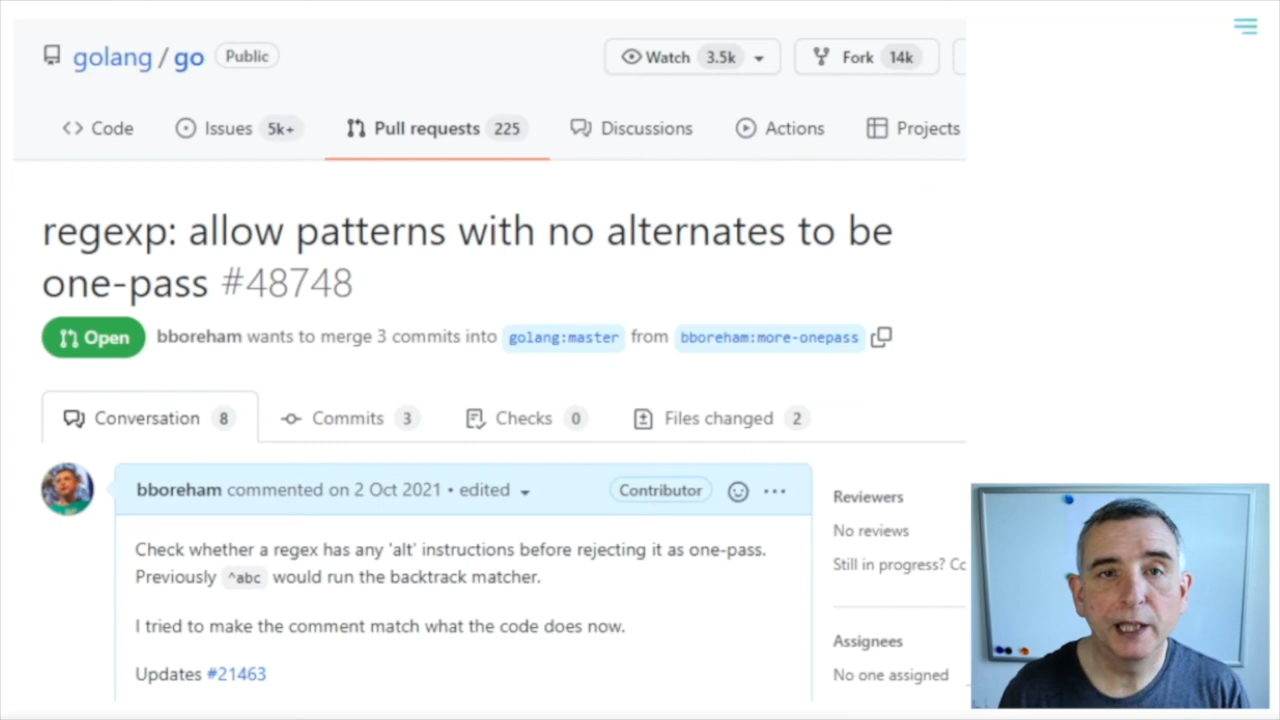 golang / go Public
Watch 3.5k
Fork 14k
Code
Issues 5k+
Pull requests 225
Discussions
Actions
Projects
regexp: allow patterns with no alternates to be
one-pass #48748
Open
bboreham wants to merge 3 commits into golang:master from bboreham:more-onepass
Conversation 8
Commits 3
Checks 0
Files changed 2
bboreham commented on 2 Oct 2021 • edited
Contributor
Check whether a regex has any 'alt' instructions before rejecting it as one-pass.
Previously ^abc would run the backtrack matcher.
I tried to make the comment match what the code does now.
Updates #21463
Reviewers
No reviews
Still in progress?
Assignees
No one assigned